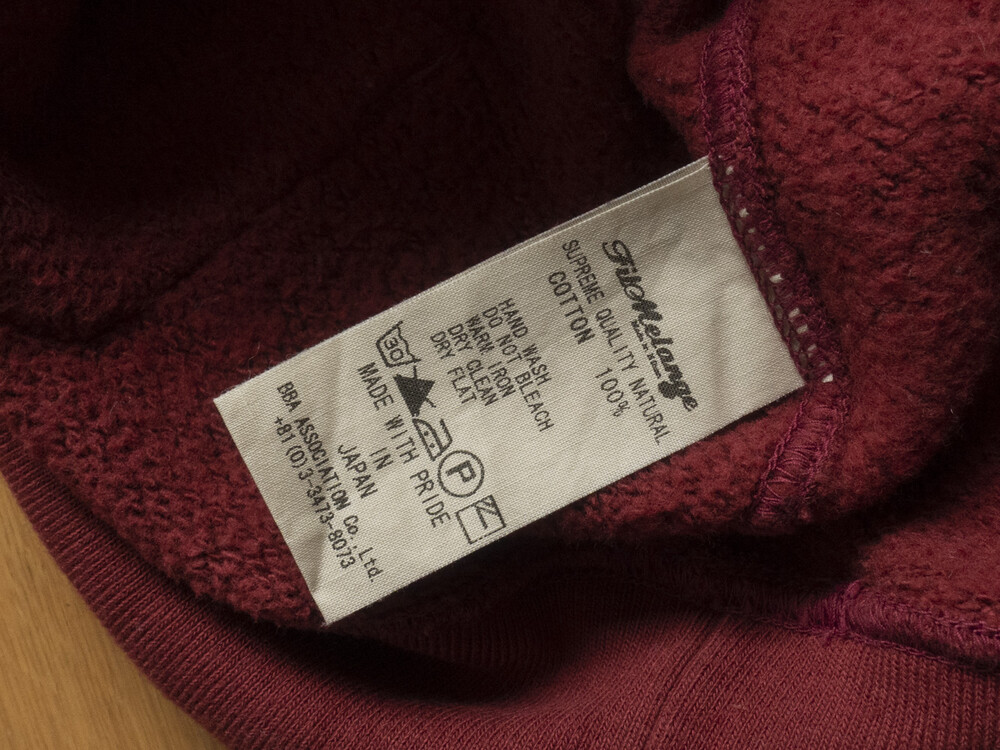 FilMelange
SUPREME QUALITY NATURAL
COTTON 100%
HAND WASH
DO NOT BLEACH
WARM IRON
DRY CLEAN
DRY FLAT
30
P
MADE WITH PRIDE
IN
JAPAN
BBA ASSOCIATION Co.,Ltd.
+81(0)3-3473-8073